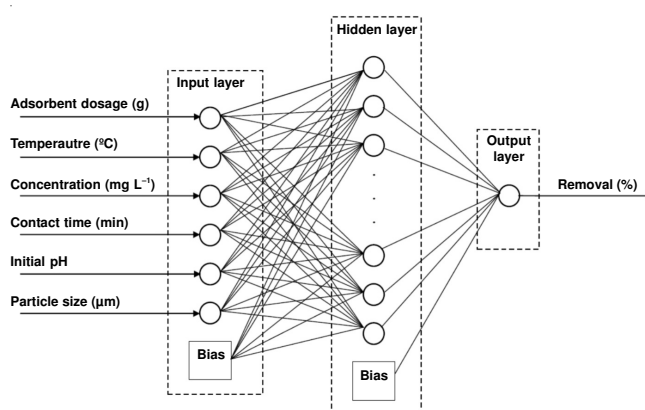 Hidden layer
Input layer
Adsorbent dosage (g)
Temperautre (ºC)
Concentration (mg L⁻¹)
Contact time (min)
Initial pH
Particle size (µm)
Bias
Bias
Output
layer
Removal (%)